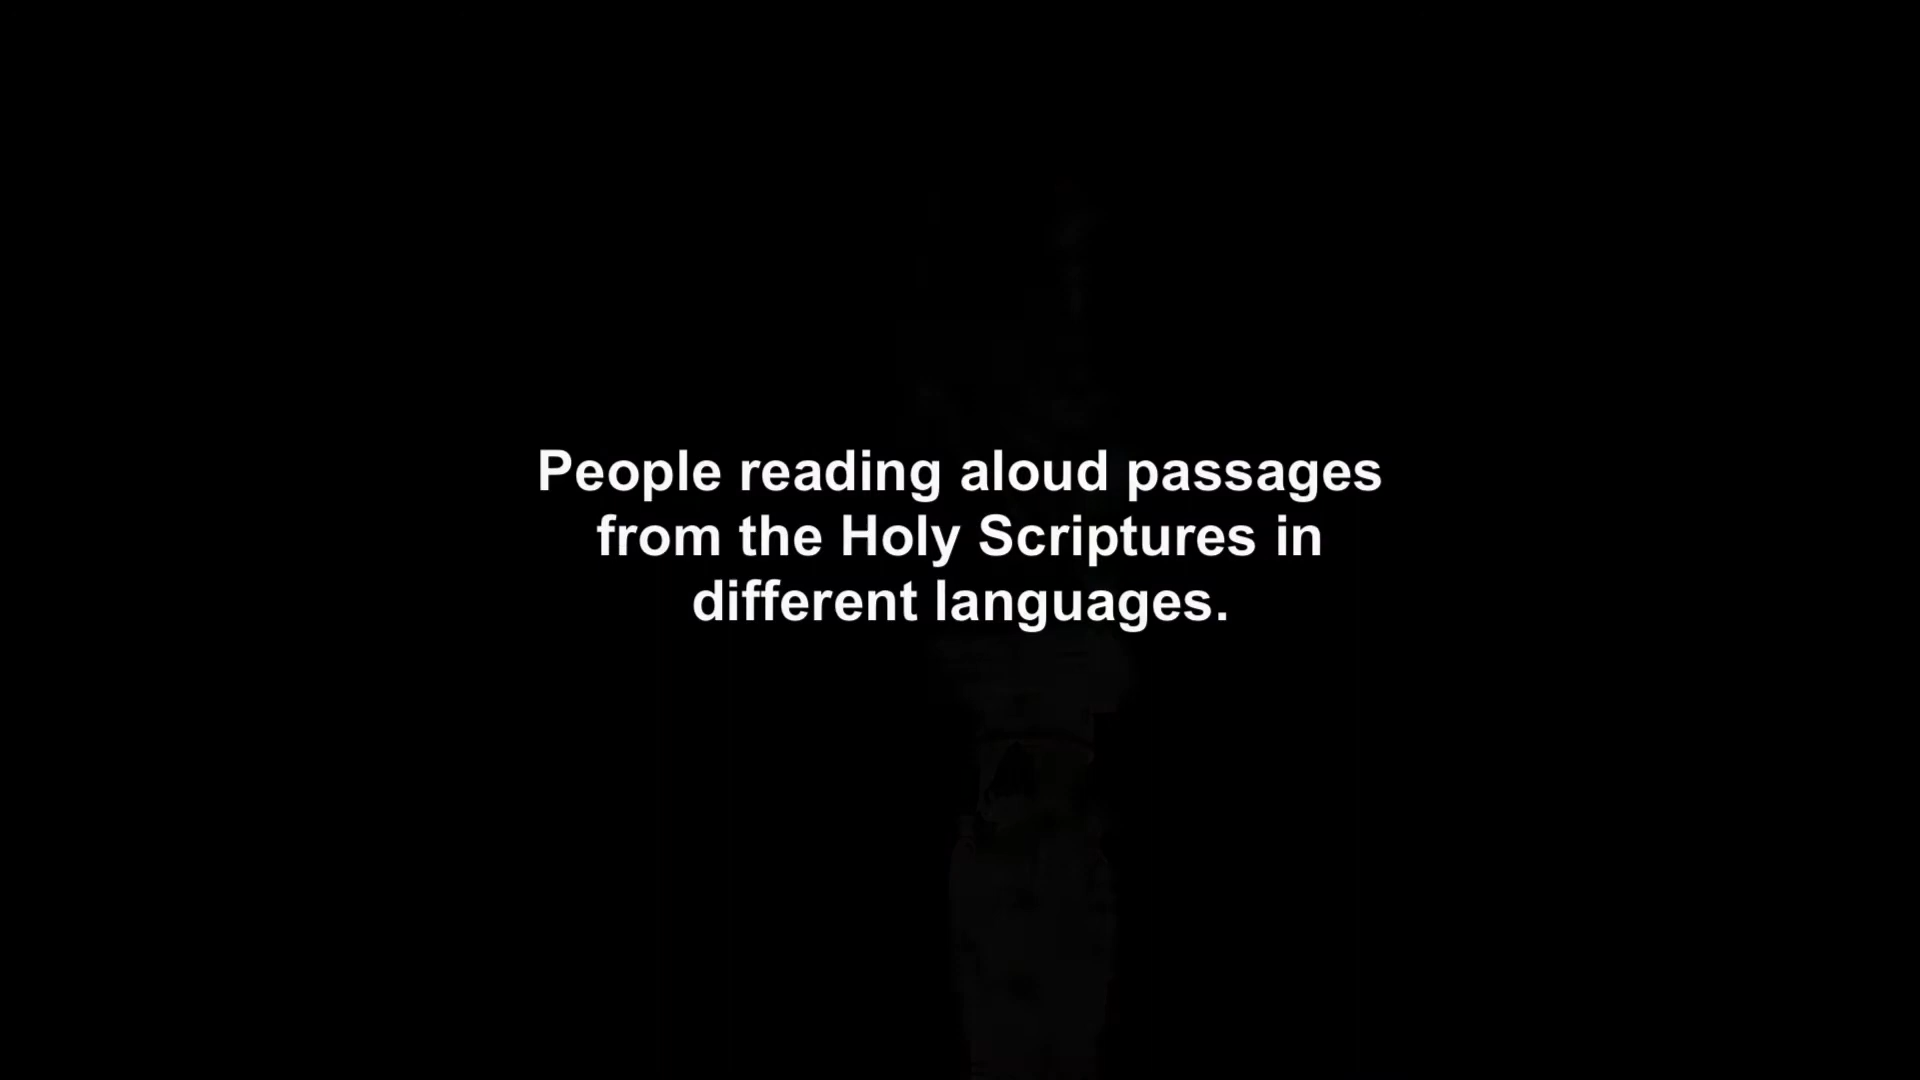 People reading aloud passages
from the Holy Scriptures in
different languages.